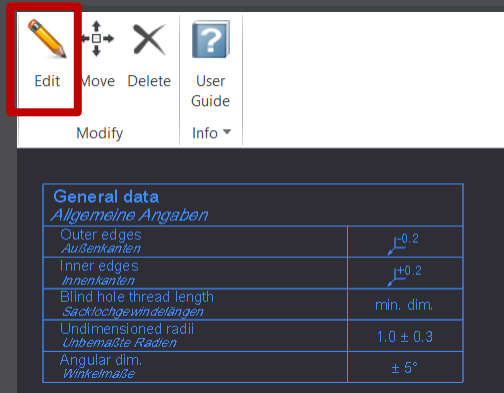 Edit Move Delete User
Guide
Modify Info
General data
Allgemeine Angaben
Outer edges
Außenkanten
-0.2
Inner edges
Innenkanten
+0.2
Blind hole thread length
Sacklochgewindelängen
min. dim.
Undimensioned radii
Unbemaßte Radien
1.0 ± 0.3
Angular dim.
Winkelmaße
± 5°